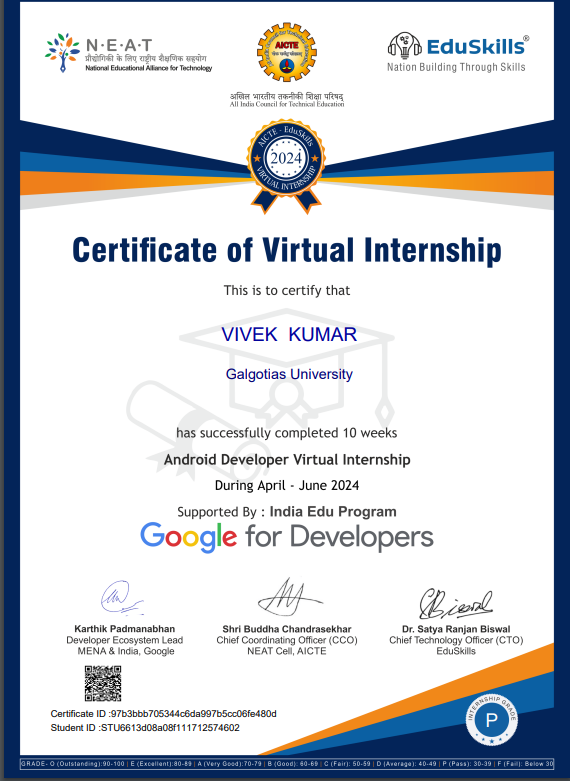 N·E·A·T
प्रौद्योगिकी के लिए राष्ट्रीय शैक्षणिक सहयोग
National Educational Alliance for Technology
AICTE
अखिल भारतीय तकनीकी शिक्षा परिषद्
All India Council for Technical Education
EduSkills®
Nation Building Through Skills
AICTE - EduSkills
2024
VIRTUAL INTERNSHIP
Certificate of Virtual Internship
This is to certify that
VIVEK KUMAR
Galgotias University
has successfully completed 10 weeks
Android Developer Virtual Internship
During April - June 2024
Supported By : India Edu Program
Google for Developers
Karthik Padmanabhan
Developer Ecosystem Lead
MENA & India, Google
Shri Buddha Chandrasekhar
Chief Coordinating Officer (CCO)
NEAT Cell, AICTE
Dr. Satya Ranjan Biswal
Chief Technology Officer (CTO)
EduSkills
Certificate ID :97b3bbb705344c6da997b5cc06fe480d
Student ID :STU6613d08a08f111712574602
INTERNSHIP GRADE
P
GRADE- O (Outstanding):90-100 | E (Excellent):80-89 | A (Very Good):70-79 | B (Good): 60-69 | C (Fair): 50-59 | D (Average): 40-49 | P (Pass): 30-39 | F (Fail): Below 30